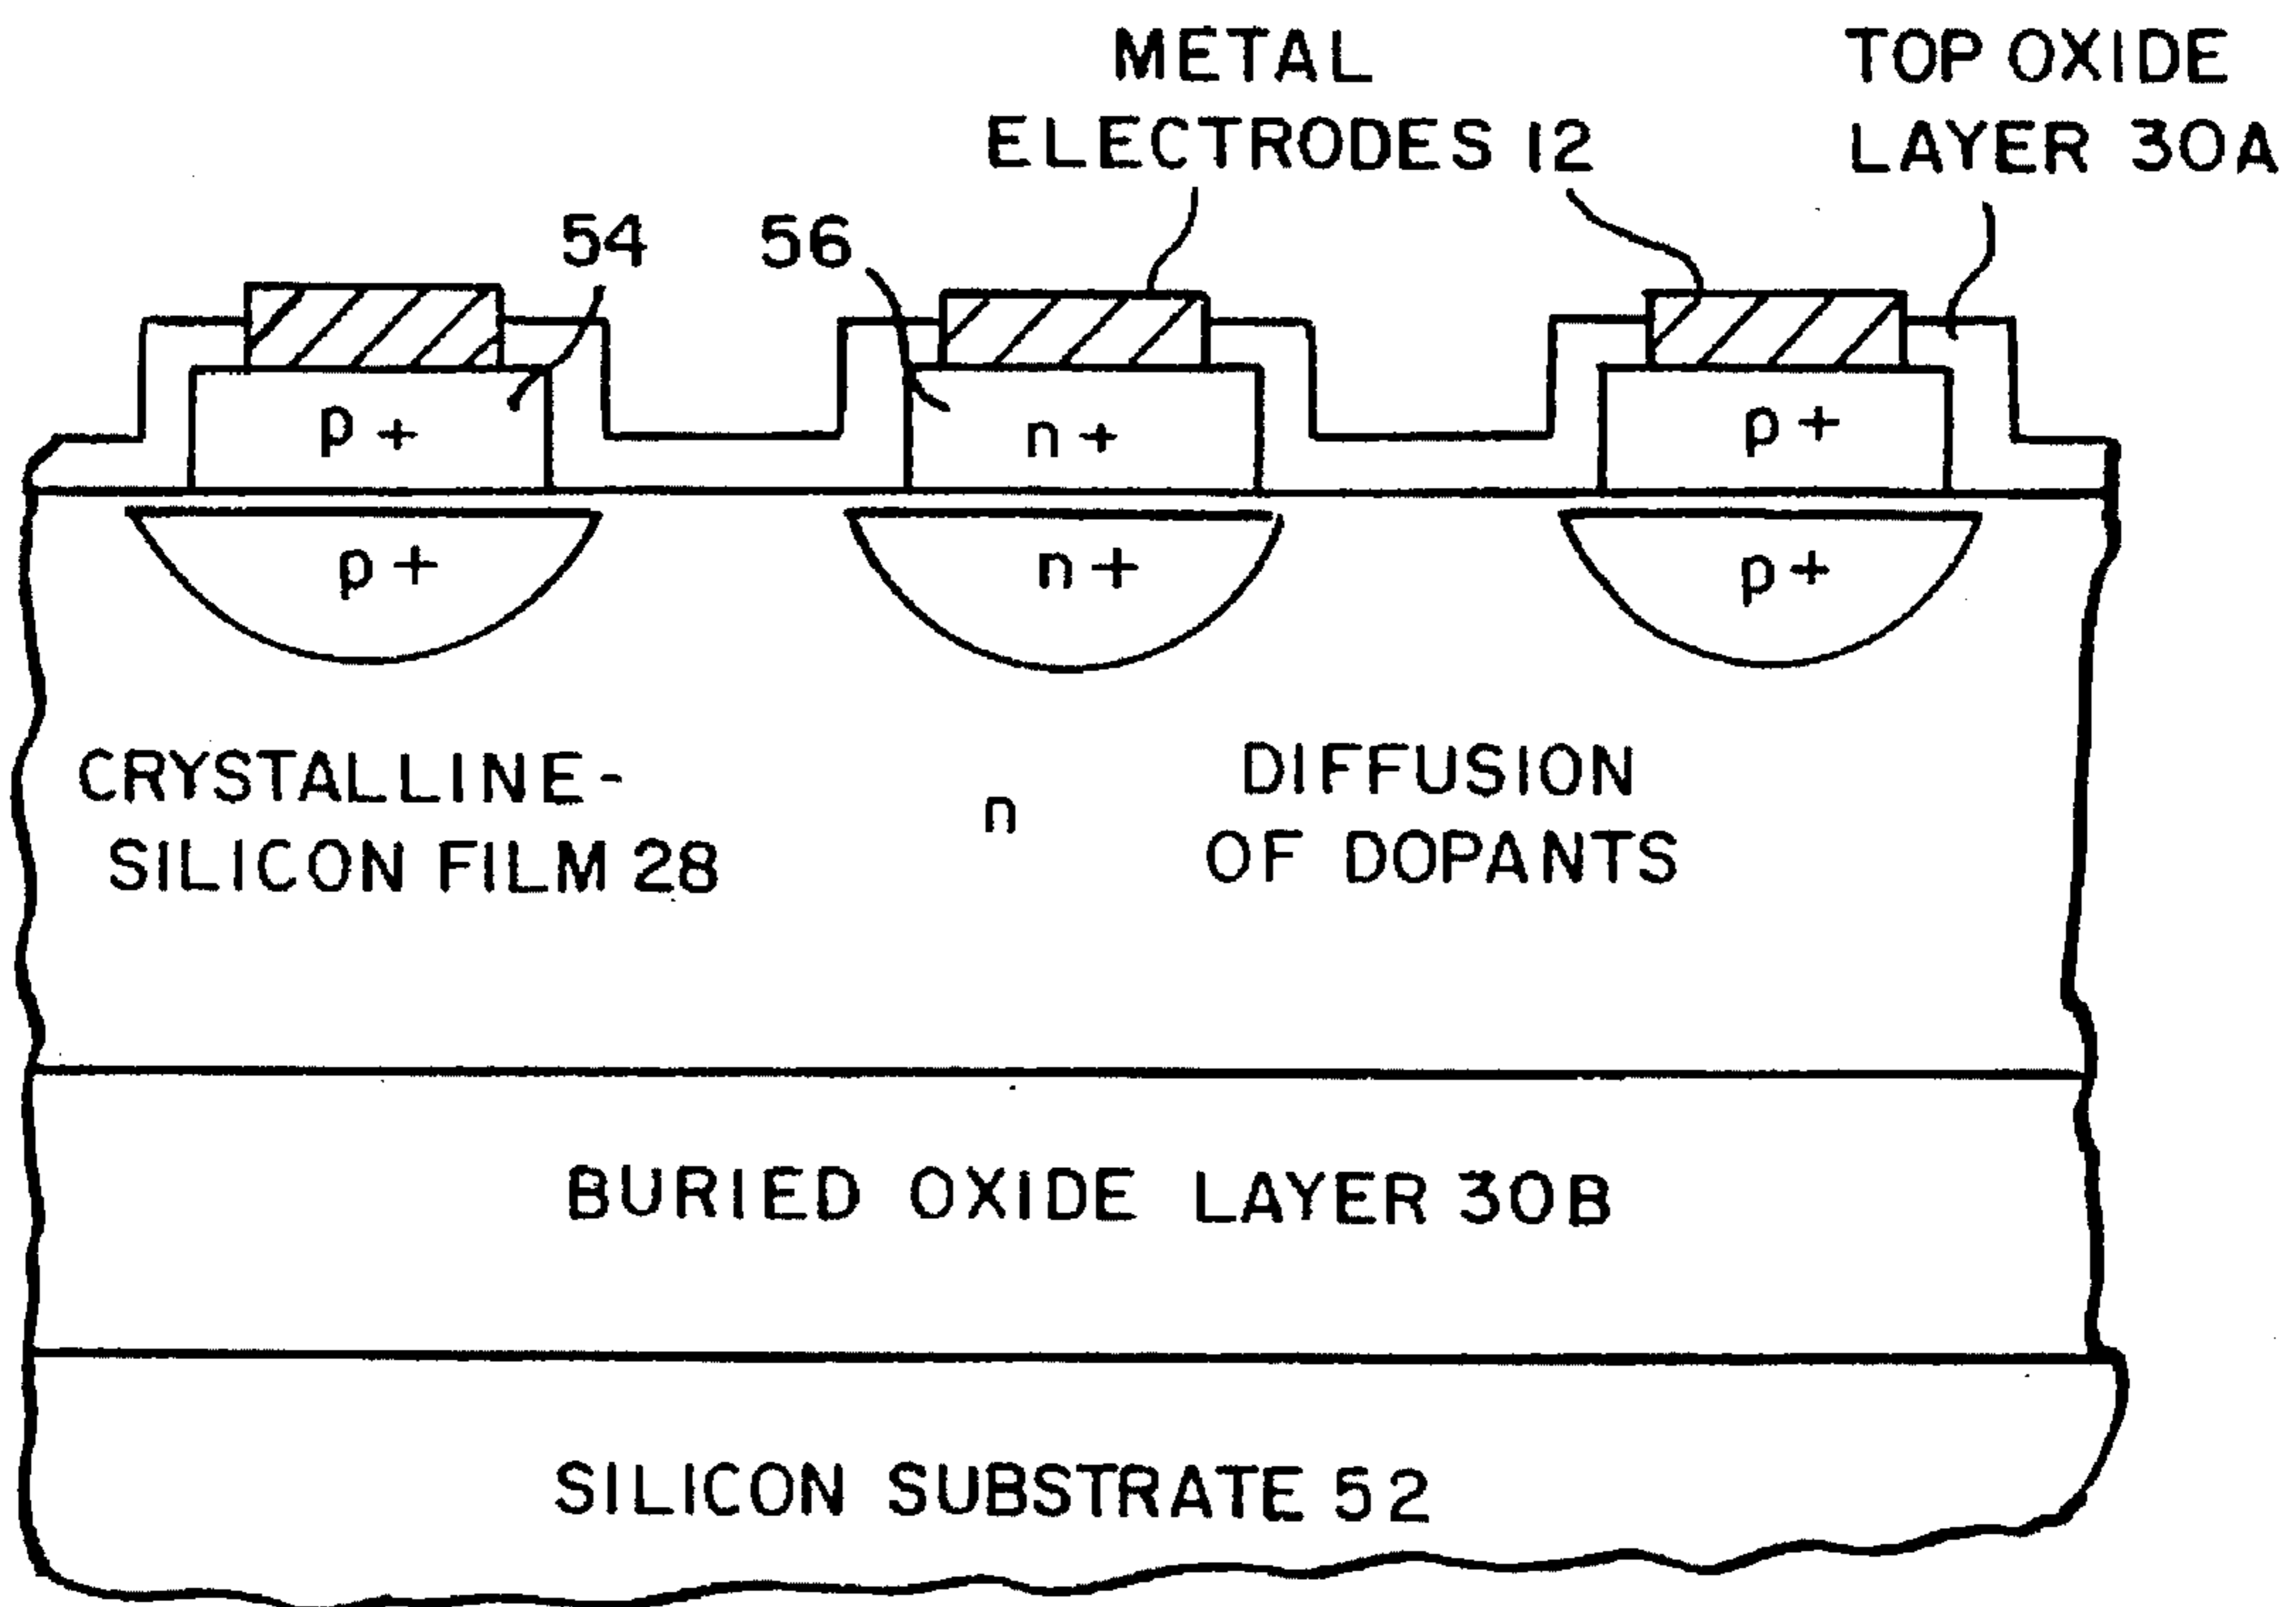 METAL
ELECTRODES 12
TOP OXIDE
LAYER 30A
54
56
p+
n+
p+
p+
n+
p+
CRYSTALLINE-
SILICON FILM 28
n
DIFFUSION
OF DOPANTS
BURIED OXIDE LAYER 30B
SILICON SUBSTRATE 52